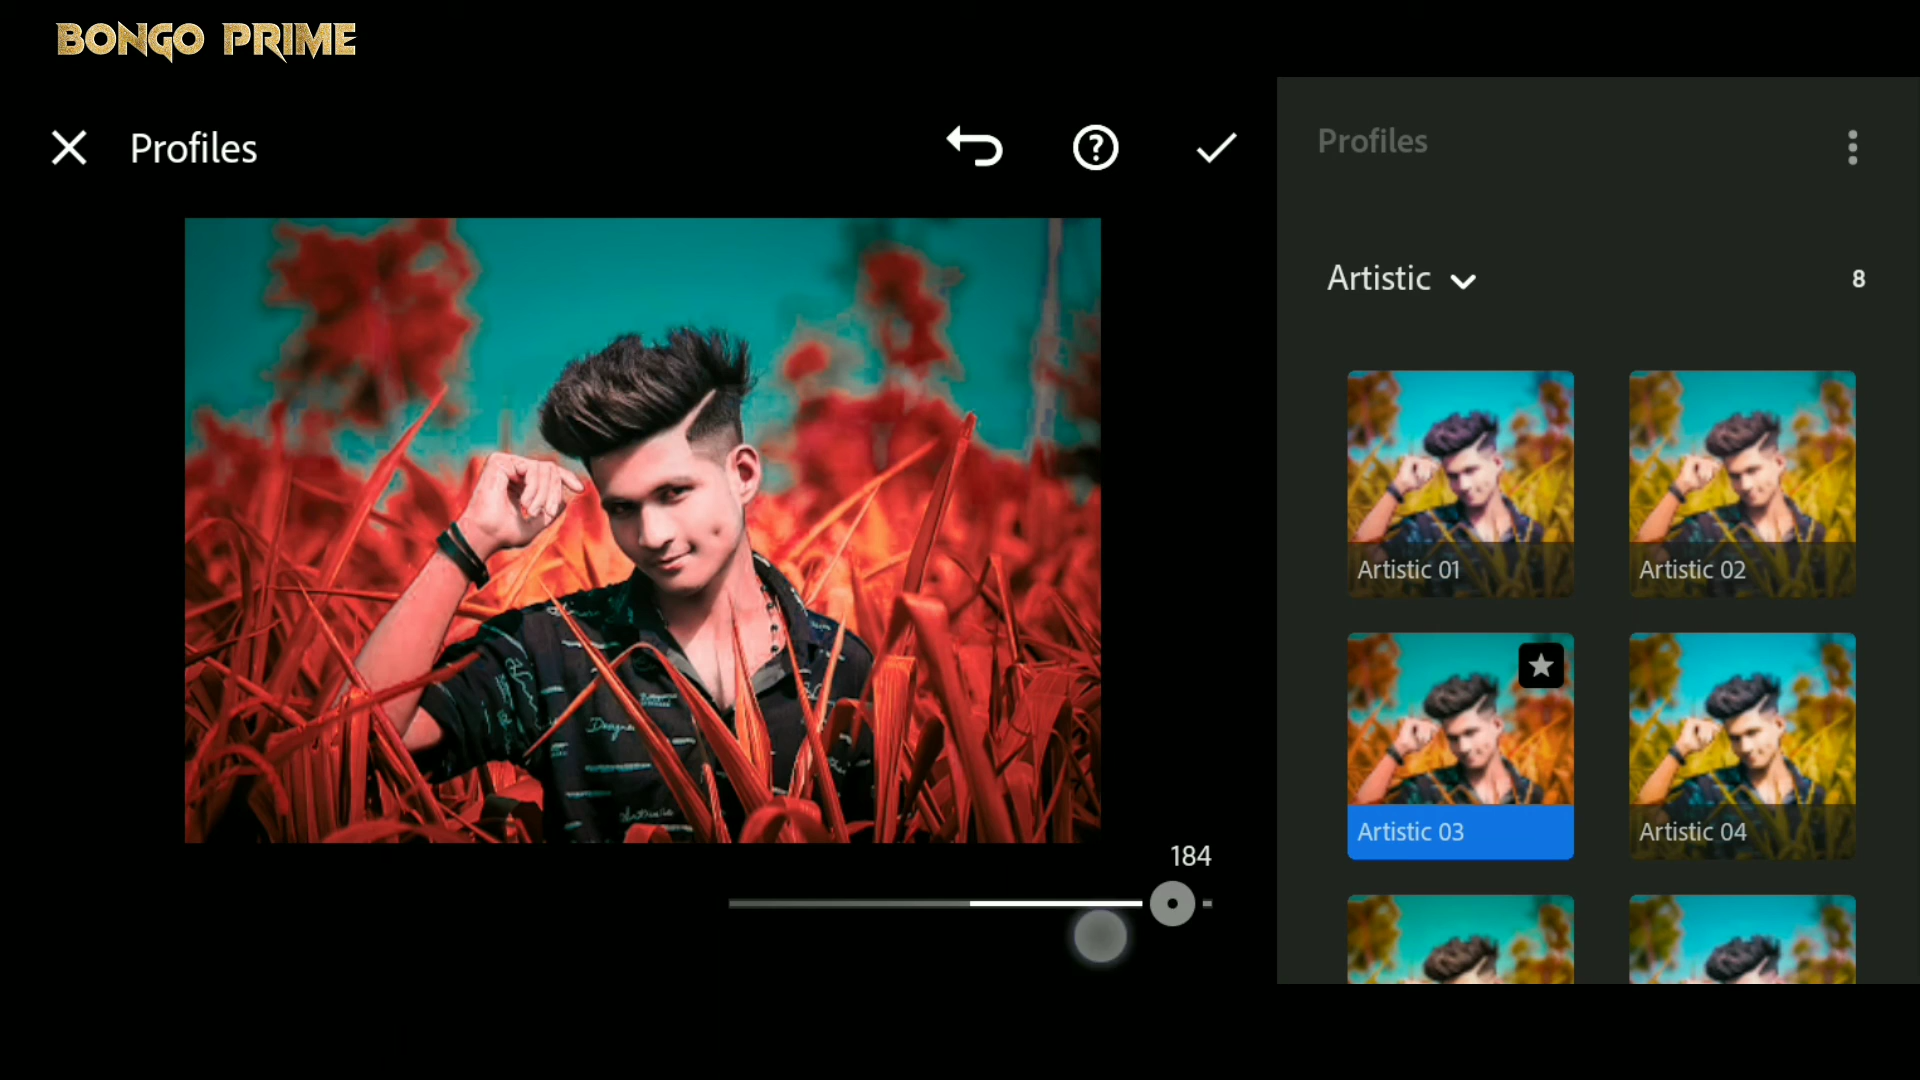 BONGO PRIME
Profiles
Profiles
Artistic
8
Artistic 01
Artistic 02
Artistic 03
Artistic 04
184